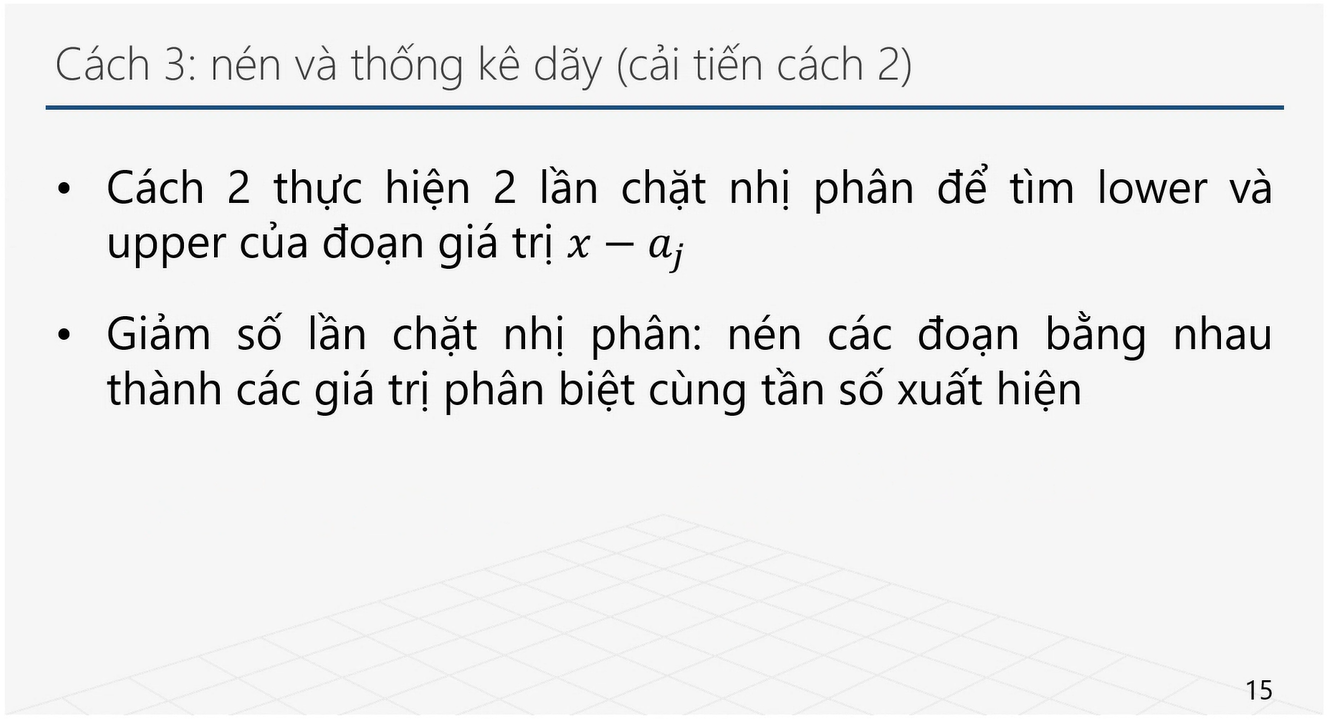 Cách 3: nén và thống kê dãy (cải tiến cách 2)
• Cách 2 thực hiện 2 lần chặt nhị phân để tìm lower và
upper của đoạn giá trị x − aⱼ
• Giảm số lần chặt nhị phân: nén các đoạn bằng nhau
thành các giá trị phân biệt cùng tần số xuất hiện
15